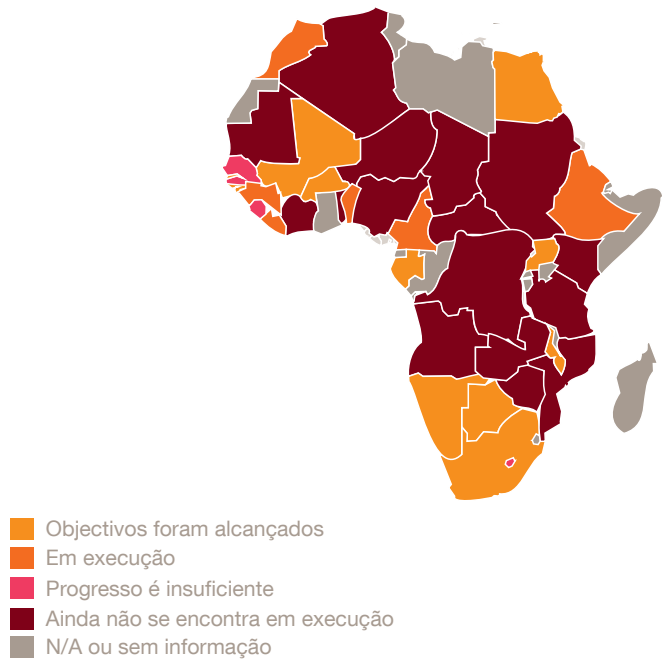 Objectivos foram alcançados
Em execução
Progresso é insuficiente
Ainda não se encontra em execução
N/A ou sem informação